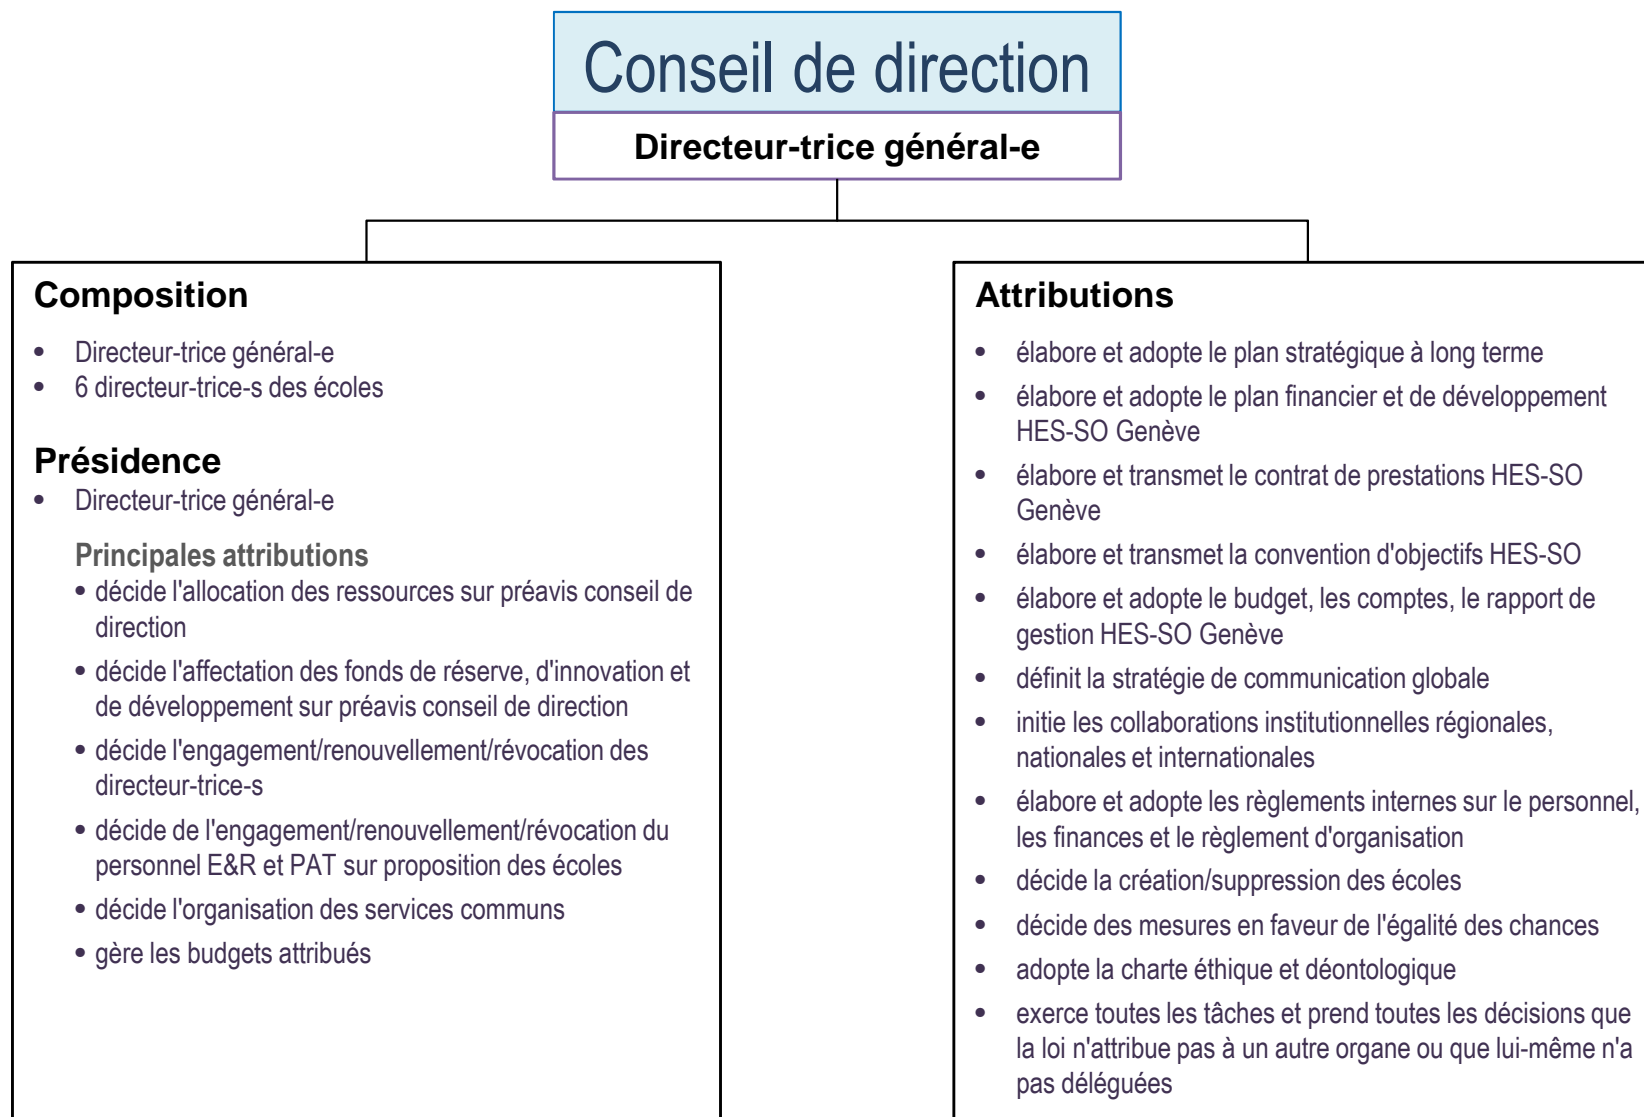 Conseil de direction
Directeur-trice général-e
Composition
• Directeur-trice général-e
• 6 directeur-trice-s des écoles
Présidence
• Directeur-trice général-e
Principales attributions
• décide l'allocation des ressources sur préavis conseil de
direction
• décide l'affectation des fonds de réserve, d'innovation et
de développement sur préavis conseil de direction
• décide l'engagement/renouvellement/révocation des
directeur-trice-s
• décide de l'engagement/renouvellement/révocation du
personnel E&R et PAT sur proposition des écoles
• décide l'organisation des services communs
• gère les budgets attribués
Attributions
• élabore et adopte le plan stratégique à long terme
• élabore et adopte le plan financier et de développement
HES-SO Genève
• élabore et transmet le contrat de prestations HES-SO
Genève
• élabore et transmet la convention d'objectifs HES-SO
• élabore et adopte le budget, les comptes, le rapport de
gestion HES-SO Genève
• définit la stratégie de communication globale
• initie les collaborations institutionnelles régionales,
nationales et internationales
• élabore et adopte les règlements internes sur le personnel,
les finances et le règlement d'organisation
• décide la création/suppression des écoles
• décide des mesures en faveur de l'égalité des chances
• adopte la charte éthique et déontologique
• exerce toutes les tâches et prend toutes les décisions que
la loi n'attribue pas à un autre organe ou que lui-même n'a
pas déléguées